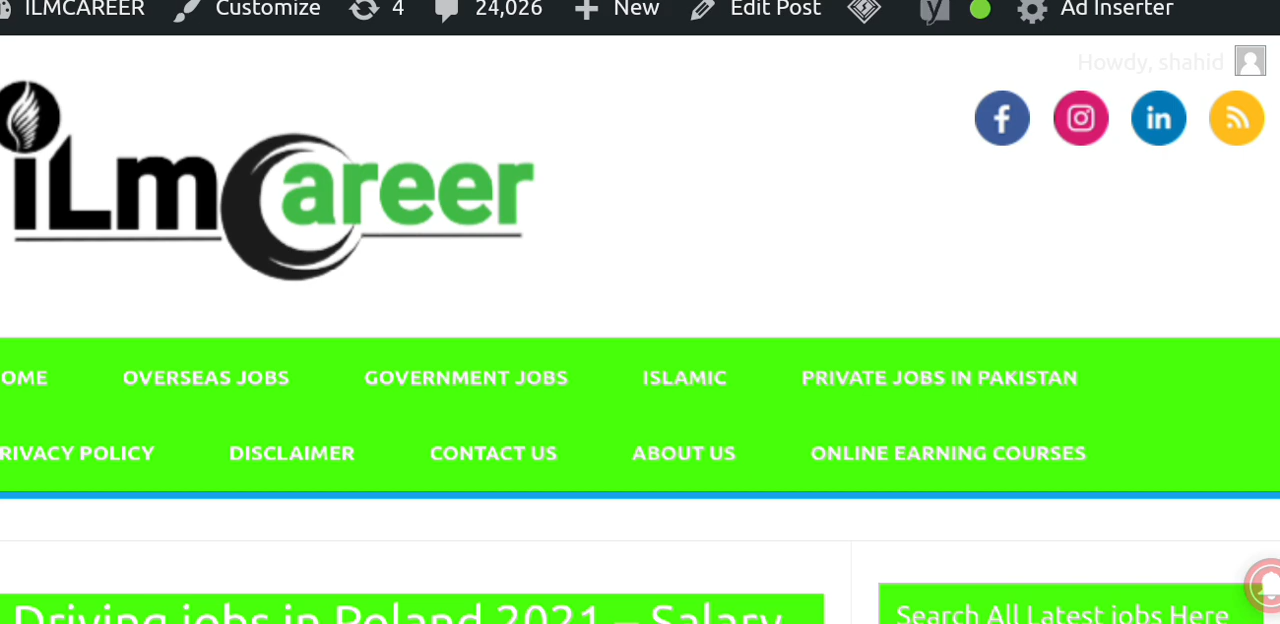 ILMCAREER Customize 4 24,026 New Edit Post Ad Inserter
Howdy, shahid
iLmCareer
OME OVERSEAS JOBS GOVERNMENT JOBS ISLAMIC PRIVATE JOBS IN PAKISTAN
RIVACY POLICY DISCLAIMER CONTACT US ABOUT US ONLINE EARNING COURSES
Driving jobs in Poland 2021 – Salary
Search All Latest jobs Here